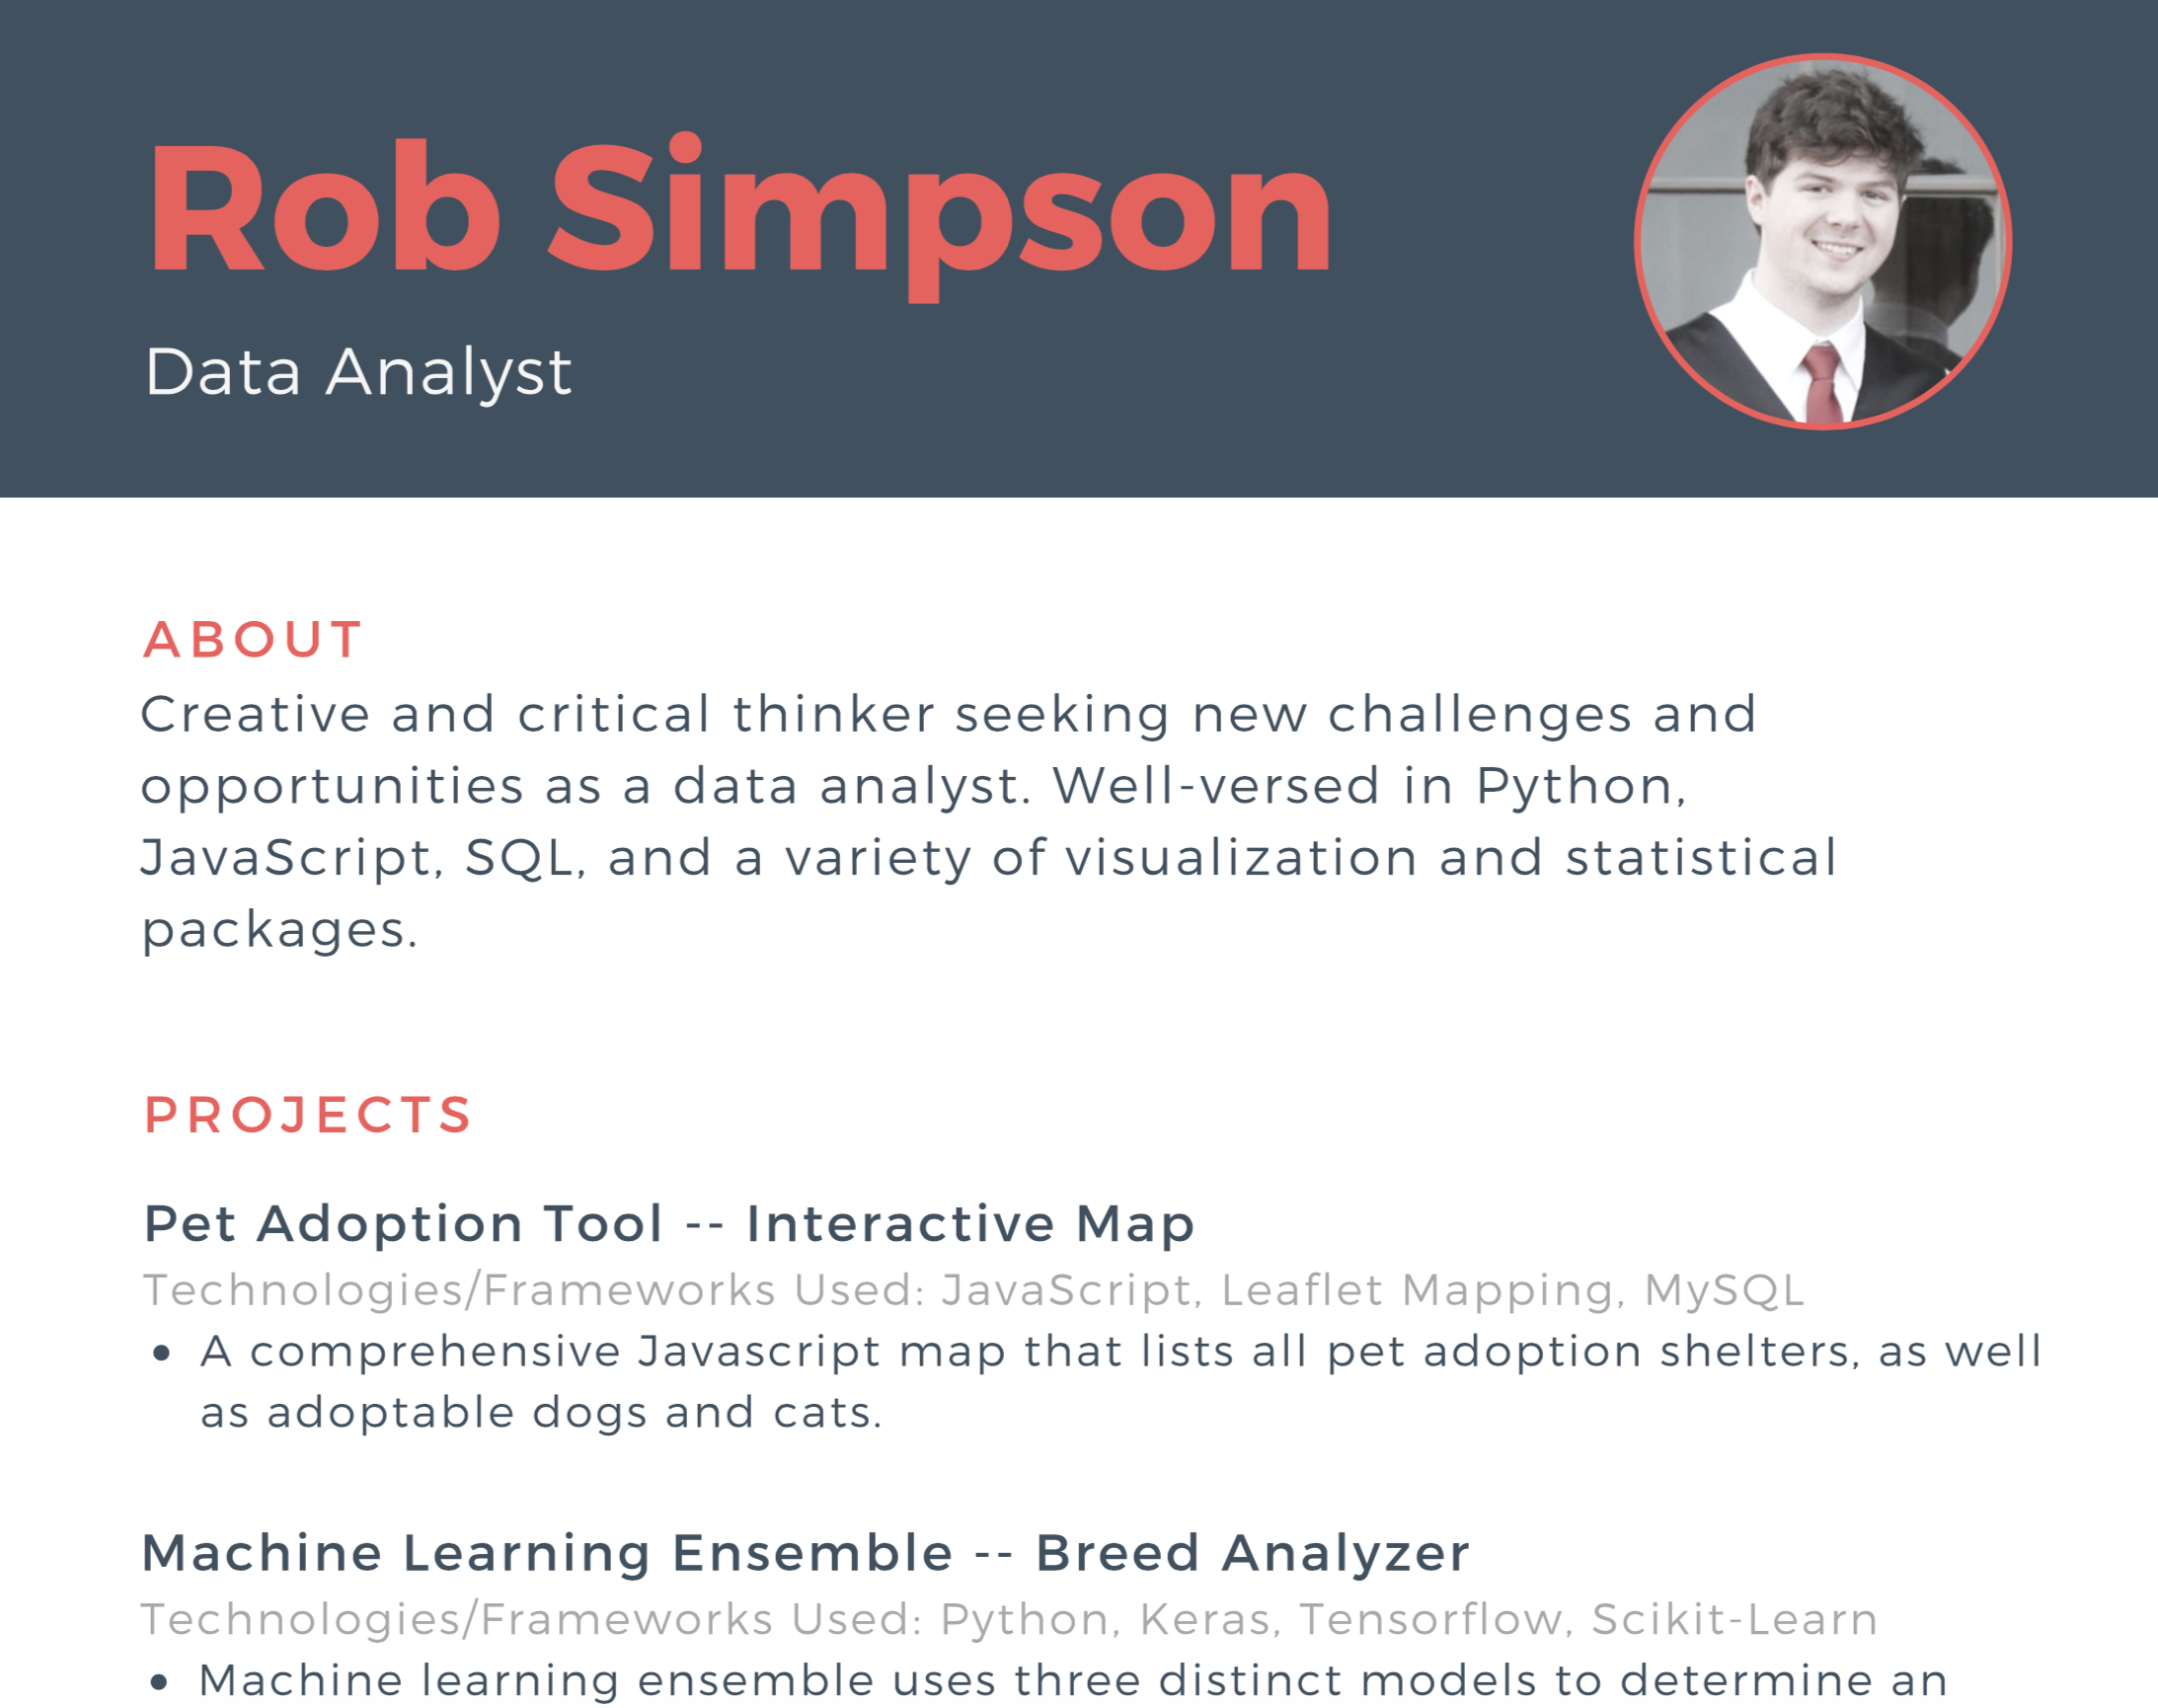 Rob Simpson
Data Analyst
ABOUT
Creative and critical thinker seeking new challenges and
opportunities as a data analyst. Well-versed in Python,
JavaScript, SQL, and a variety of visualization and statistical
packages.
PROJECTS
Pet Adoption Tool -- Interactive Map
Technologies/Frameworks Used: JavaScript, Leaflet Mapping, MySQL
• A comprehensive Javascript map that lists all pet adoption shelters, as well
as adoptable dogs and cats.
Machine Learning Ensemble -- Breed Analyzer
Technologies/Frameworks Used: Python, Keras, Tensorflow, Scikit-Learn
• Machine learning ensemble uses three distinct models to determine an